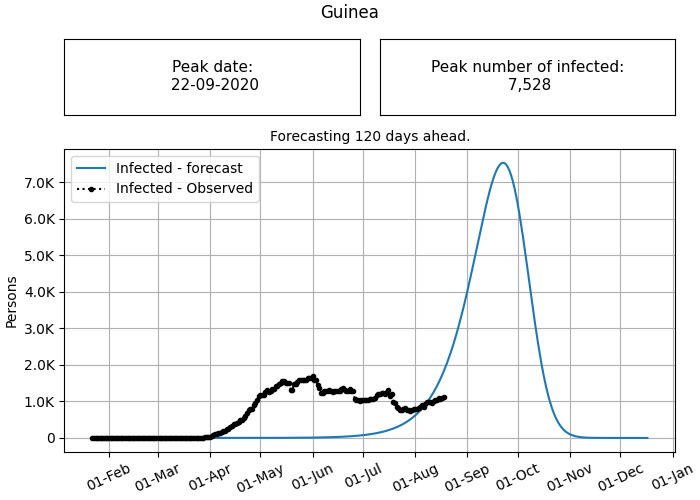 Guinea
Peak date:
22-09-2020
Peak number of infected:
7,528
Forecasting 120 days ahead.
Infected - forecast
Infected - Observed
7.0K
6.0K
5.0K
4.0K
3.0K
2.0K
1.0K
0
Persons
01-Feb
01-Mar
01-Apr
01-May
01-Jun
01-Jul
01-Aug
01-Sep
01-Oct
01-Nov
01-Dec
01-Jan